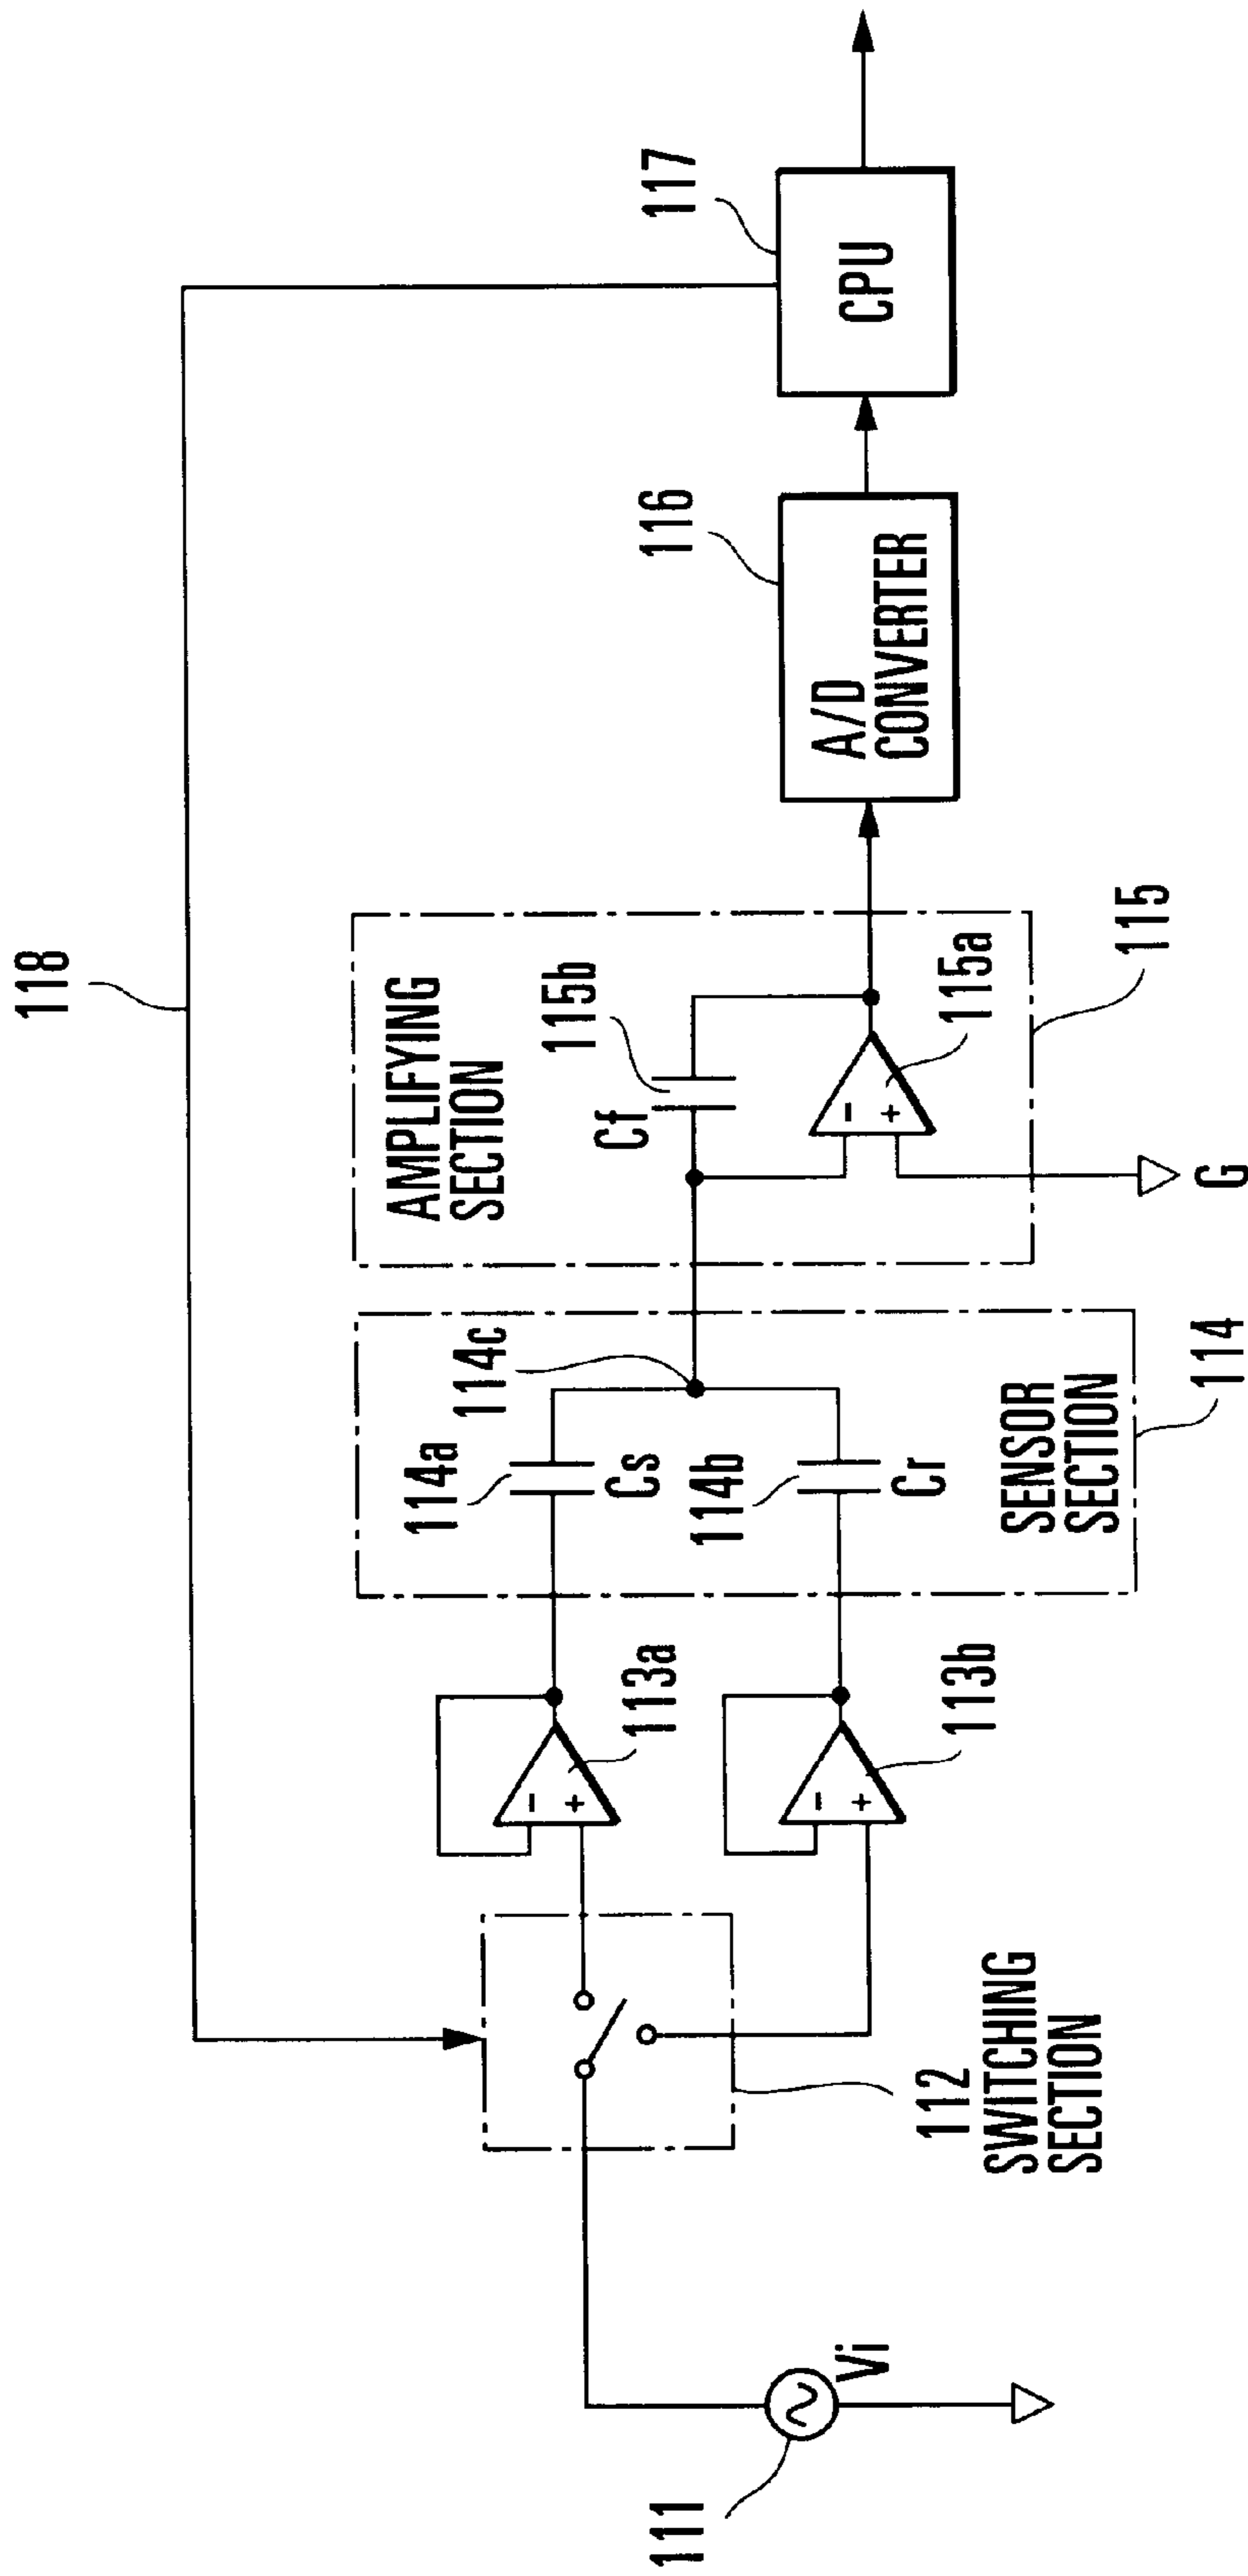 118
111
Vi
112
SWITCHING
SECTION
-
+
113a
-
+
113b
114a
Cs
114b
Cr
114c
SENSOR
SECTION
114
AMPLIFYING
SECTION
Cf
115b
-
+
115a
115
G
A/D
CONVERTER
116
CPU
117